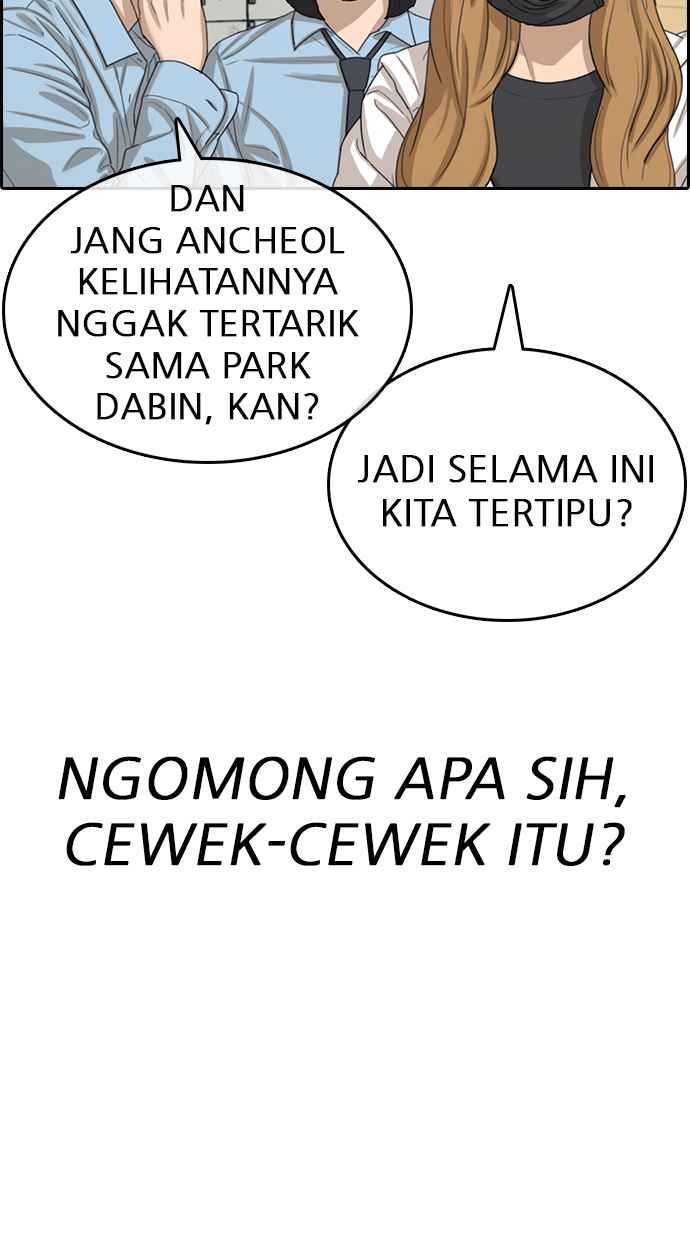 DAN
JANG ANCHEOL
KELIHATANNYA
NGGAK TERTARIK
SAMA PARK
DABIN, KAN?
JADI SELAMA INI
KITA TERTIPU?
NGOMONG APA SIH,
CEWEK-CEWEK ITU?